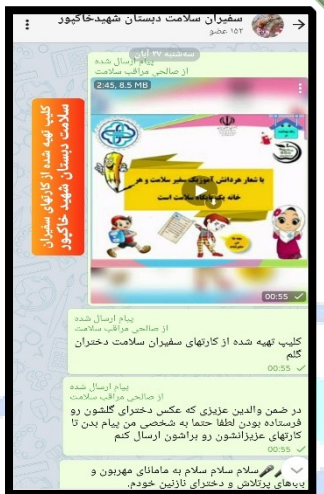 سفیران سلامت دبستان شهیدخاکپور
۱۵۲ عضو
سه‌شنبه ۲۷ آبان
پیام ارسال شده
از صالحی مراقب سلامت
2:45, 8.5 MB
با شعار هردانش آموزیک سفیر سلامت و هر
خانه یک پایگاه سلامت است
00:55
کلیپ تهیه شده از کارتهای سفیران
سلامت دبستان شهید خاکپور
پیام ارسال شده
از صالحی مراقب سلامت
کلیپ تهیه شده از کارتهای سفیران سلامت دختران
گلم
00:55
پیام ارسال شده
از صالحی مراقب سلامت
در ضمن والدین عزیزی که عکس دخترای گلشون رو
فرستاده بودن لطفا حتما به شخصی من پیام بدن تا
کارتهای عزیزانشون رو براشون ارسال کنم
00:55
سلام سلام سلام به مامانای مهربون و
باباهای پرتلاش و دخترای نازنین خودم.